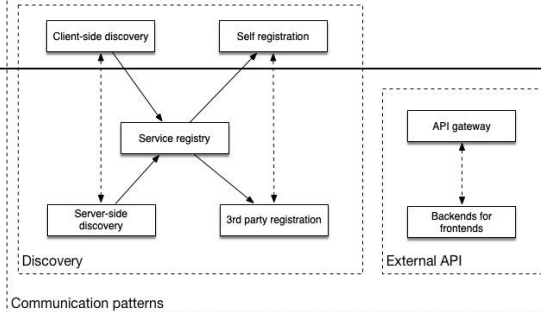 Client-side discovery
Self registration
Service registry
API gateway
Server-side
discovery
3rd party registration
Backends for
frontends
Discovery
External API
Communication patterns